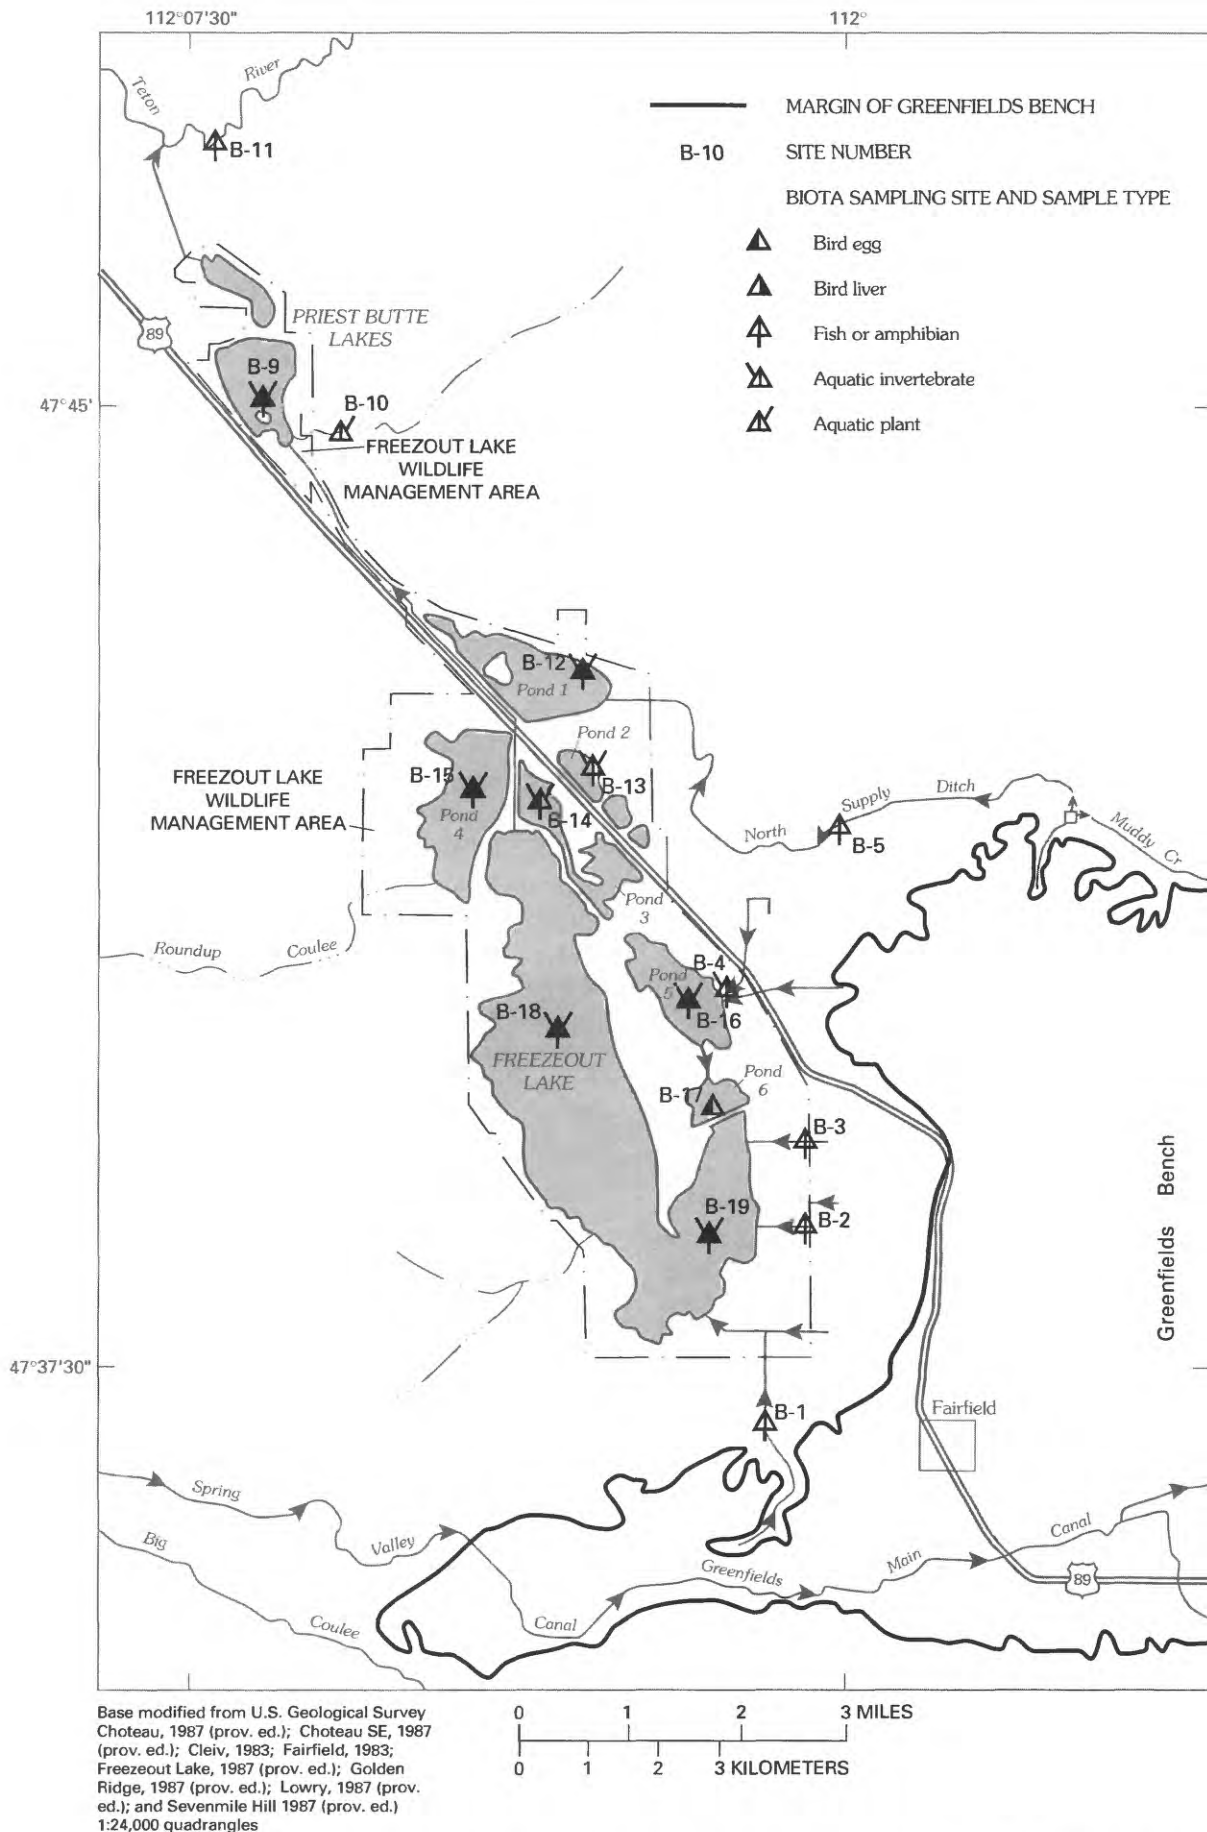 112°07'30"
112°
Teton
River
B-11
MARGIN OF GREENFIELDS BENCH
B-10
SITE NUMBER
BIOTA SAMPLING SITE AND SAMPLE TYPE
Bird egg
Bird liver
Fish or amphibian
Aquatic invertebrate
Aquatic plant
PRIEST BUTTE
LAKES
89
B-9
47°45'
B-10
FREEZOUT LAKE
WILDLIFE
MANAGEMENT AREA
B-12
Pond 1
Pond 2
FREEZOUT LAKE
WILDLIFE
MANAGEMENT AREA
B-15
Pond
4
B-13
B-14
Supply
Ditch
North
B-5
Muddy Cr
Pond
3
Roundup
Coulee
B-4
Pond
5
B-16
B-18
FREEZEOUT
LAKE
Pond
6
B-17
B-3
B-19
B-2
Greenfields Bench
47°37'30"
B-1
Fairfield
Spring
Valley
Canal
Big
Coulee
Greenfields
Main
Canal
89
Base modified from U.S. Geological Survey
Choteau, 1987 (prov. ed.); Choteau SE, 1987
(prov. ed.); Cleiv, 1983; Fairfield, 1983;
Freezeout Lake, 1987 (prov. ed.); Golden
Ridge, 1987 (prov. ed.); Lowry, 1987 (prov.
ed.); and Sevenmile Hill 1987 (prov. ed.)
1:24,000 quadrangles
0 1 2 3 MILES
0 1 2 3 KILOMETERS